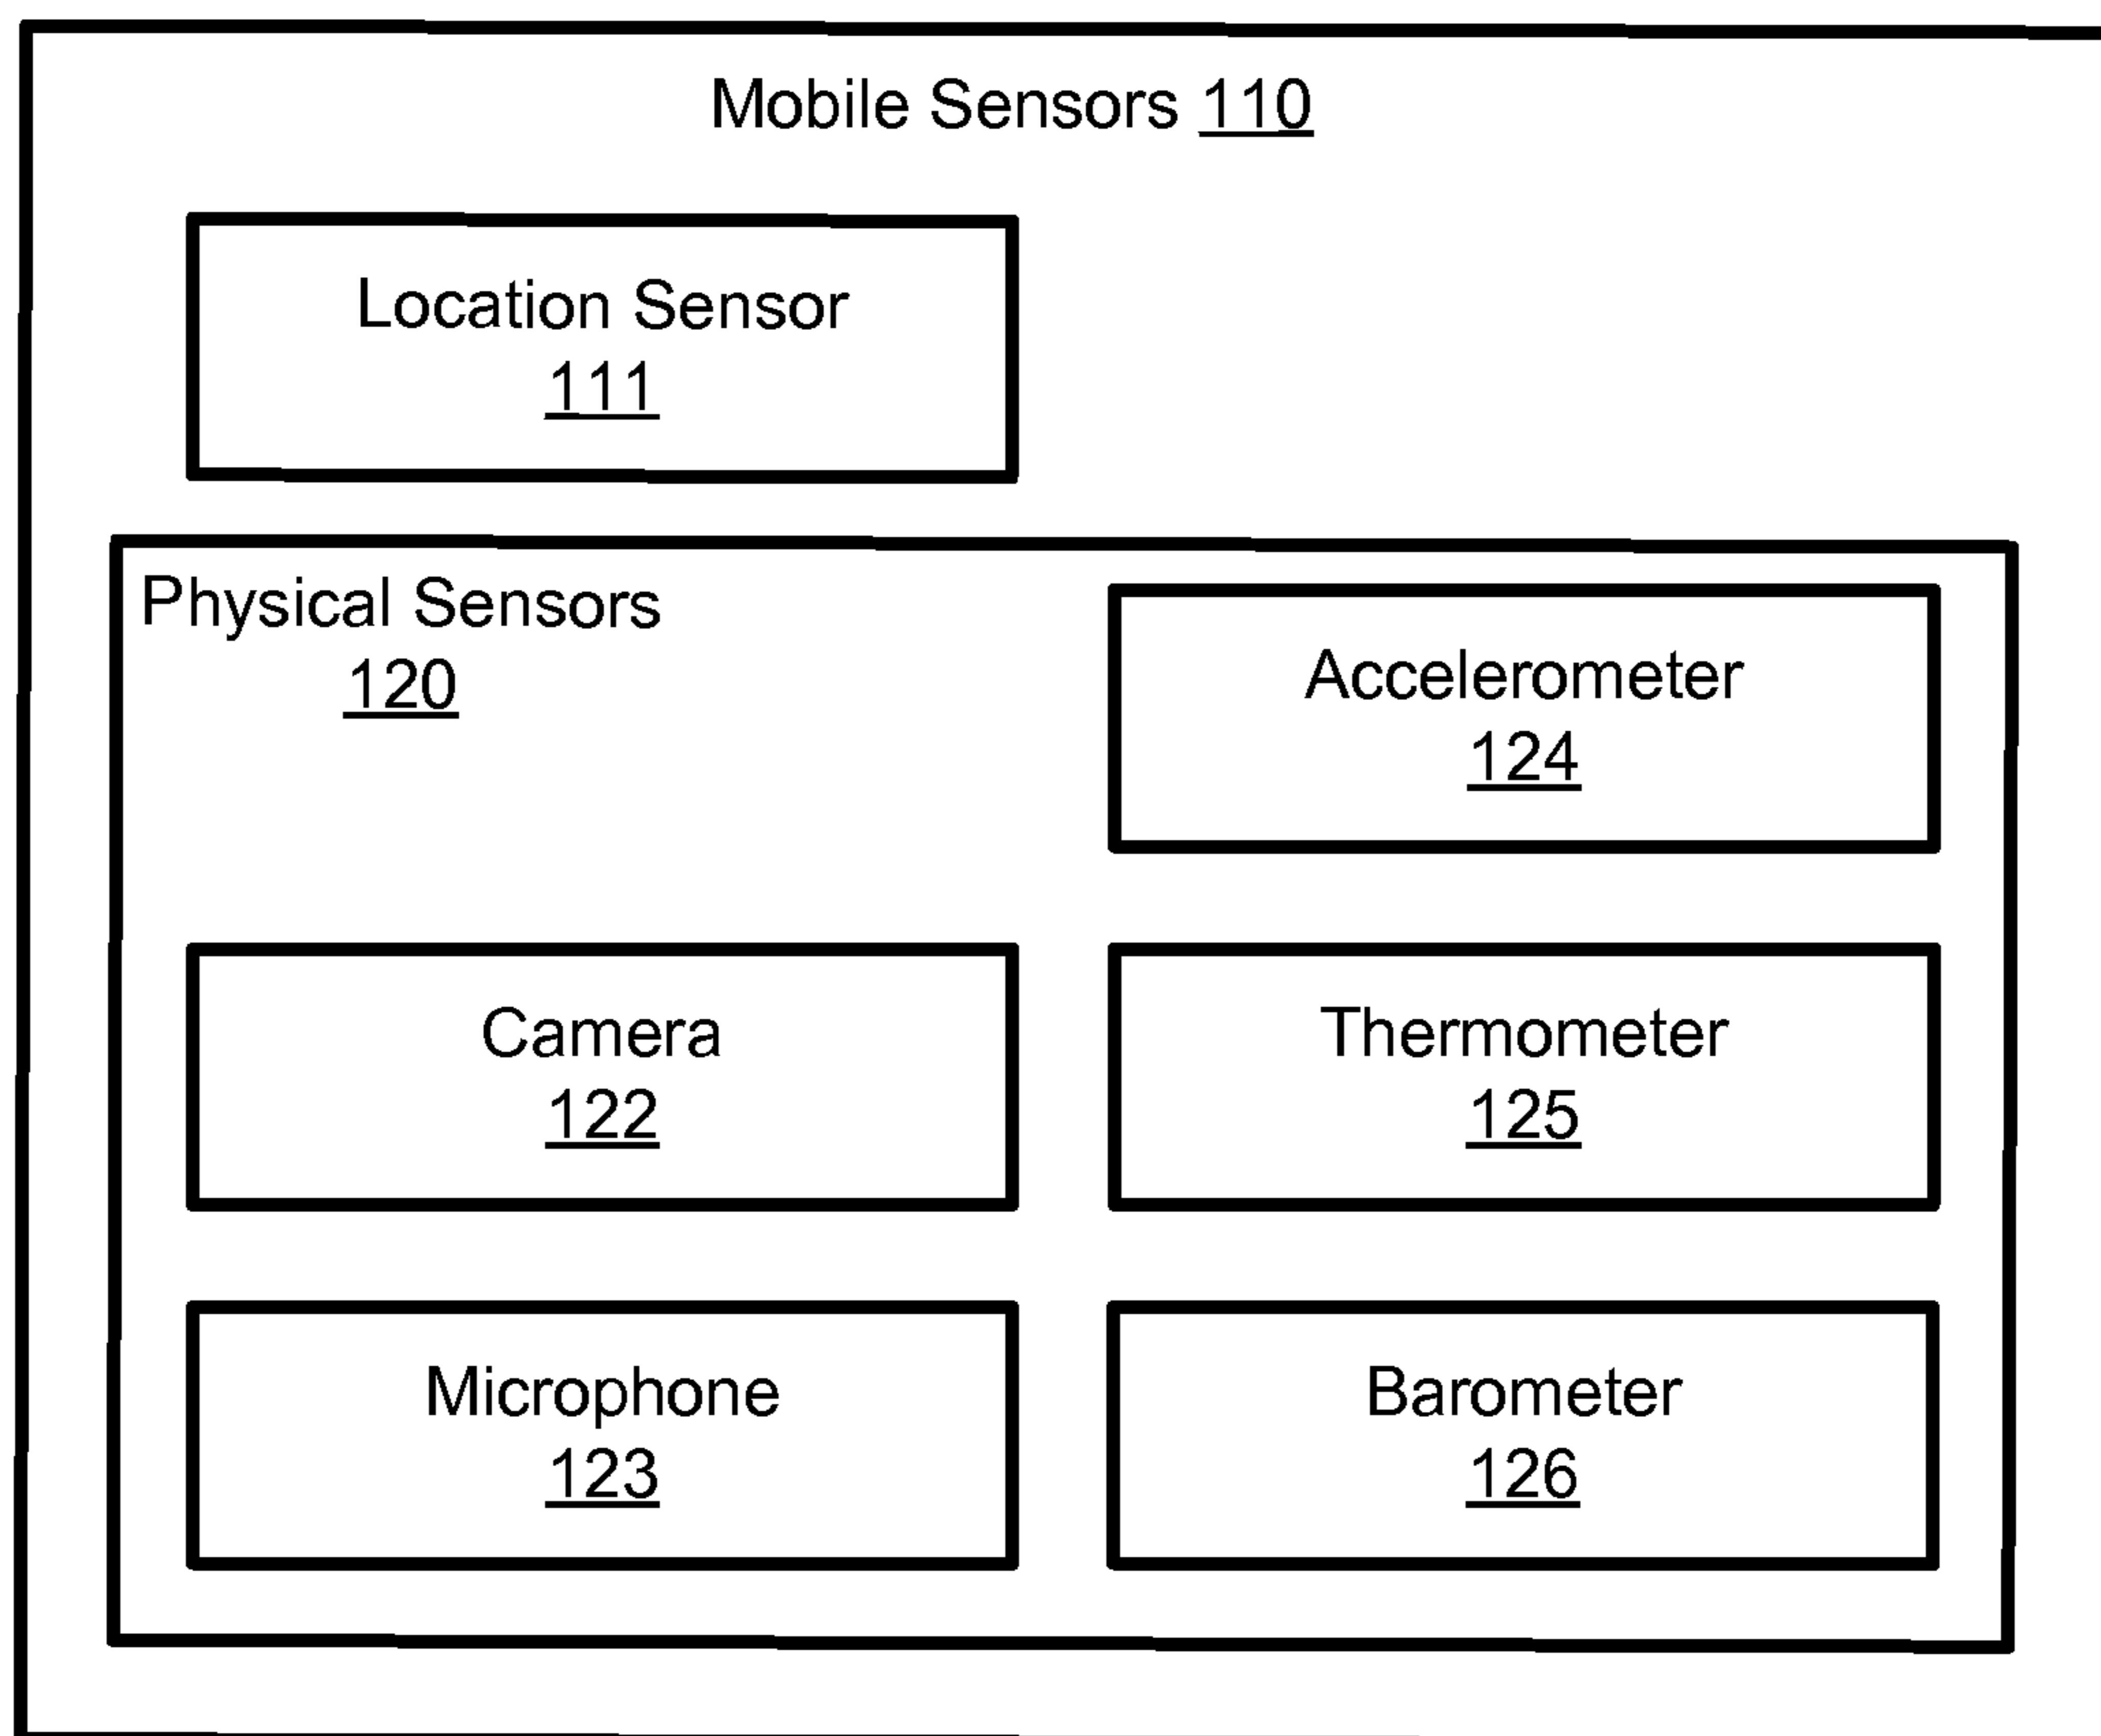 Mobile Sensors 110
Location Sensor
111
Physical Sensors
120
Accelerometer
124
Camera
122
Thermometer
125
Microphone
123
Barometer
126